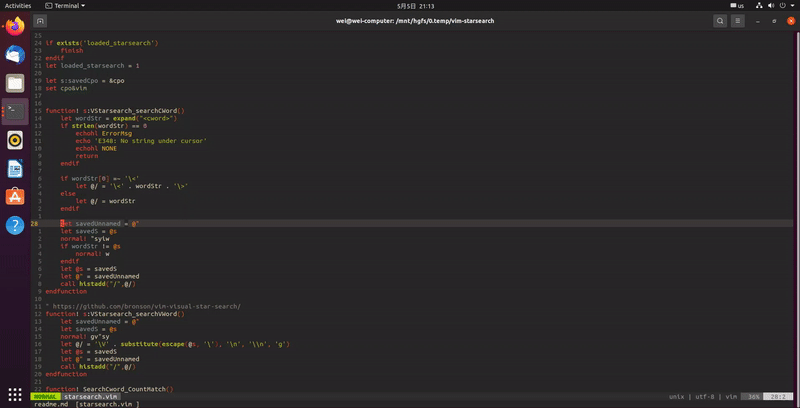 Activities Terminal 5月5日 21:13 us
wei@wei-computer: /mnt/hgfs/0.temp/vim-starsearch
25
24 if exists('loaded_starsearch')
23     finish
22 endif
21 let loaded_starsearch = 1
20
19 let s:savedCpo = &cpo
18 set cpo&vim
17
16
15 function! s:VStarsearch_searchCWord()
14     let wordStr = expand("<cword>")
13     if strlen(wordStr) == 0
12         echohl ErrorMsg
11         echo 'E348: No string under cursor'
10         echohl NONE
9         return
8     endif
7
6     if wordStr[0] =~ '\<'
5         let @/ = '\<' . wordStr . '\>'
4     else
3         let @/ = wordStr
2     endif
1
28     let savedUnnamed = @"
1     let savedS = @s
2     normal! "syiw
3     if wordStr != @s
4         normal! w
5     endif
6     let @s = savedS
7     let @" = savedUnnamed
8     call histadd("/",@/)
9 endfunction
10
11 " https://github.com/bronson/vim-visual-star-search/
12 function! s:VStarsearch_searchVWord()
13     let savedUnnamed = @"
14     let savedS = @s
15     normal! gv"sy
16     let @/ = '\V' . substitute(escape(@s, '\'), '\n', '\\n', 'g')
17     let @s = savedS
18     let @" = savedUnnamed
19     call histadd("/",@/)
20 endfunction
21
22 function! SearchCword_CountMatch()
NORMAL starsearch.vim unix | utf-8 | vim 30% 28:2
readme.md [starsearch.vim ]